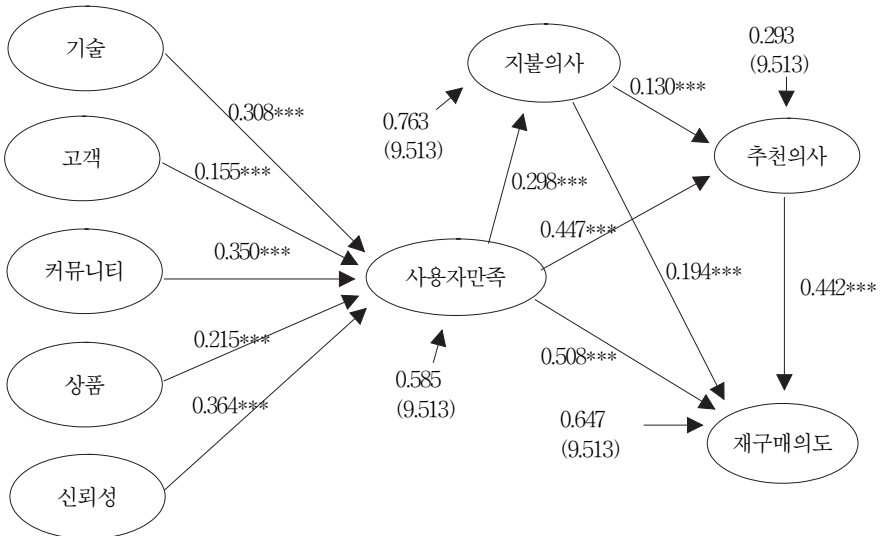 기술
고객
커뮤니티
상품
신뢰성
0.308***
0.155***
0.350***
0.215***
0.364***
사용자만족
0.585
(9.513)
지불의사
0.763
(9.513)
0.298***
0.447***
0.508***
0.130***
0.194***
0.293
(9.513)
추천의사
0.442***
0.647
(9.513)
재구매의도